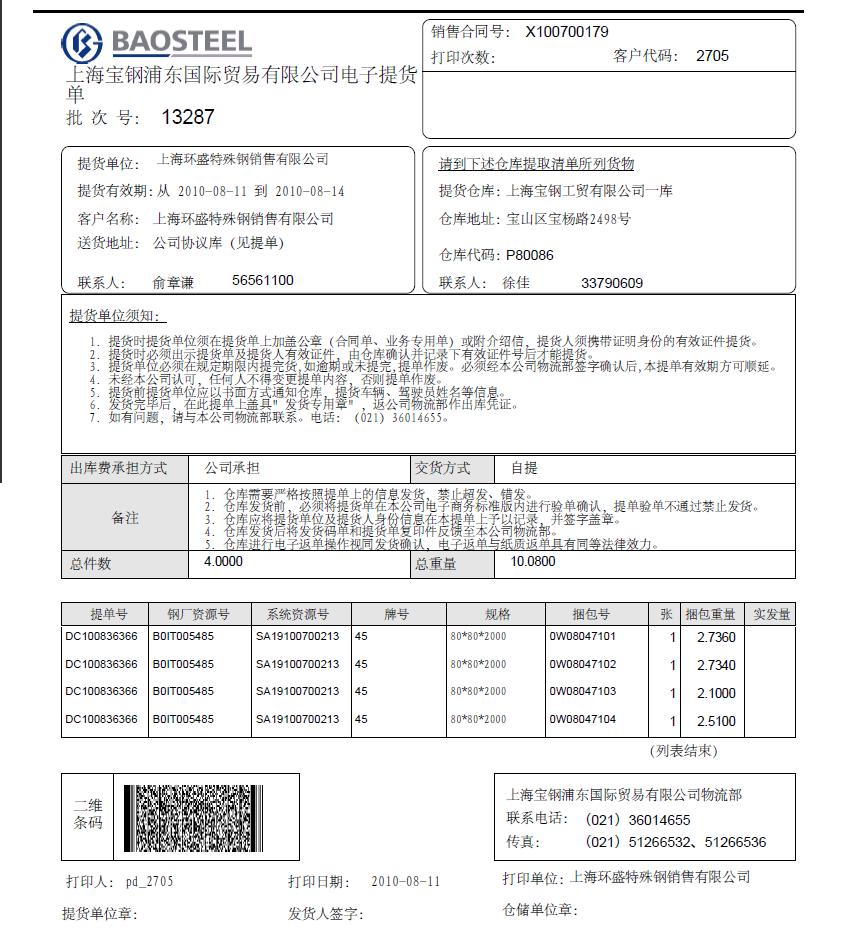 BAOSTEEL
上海宝钢浦东国际贸易有限公司电子提货
单
批 次 号： 13287
销售合同号： X100700179
打印次数： 客户代码： 2705
提货单位： 上海环盛特殊钢销售有限公司
提货有效期：从 2010-08-11 到 2010-08-14
客户名称： 上海环盛特殊钢销售有限公司
送货地址： 公司协议库（见提单）
联系人： 俞章谦 56561100
请到下述仓库提取清单所列货物
提货仓库：上海宝钢工贸有限公司一库
仓库地址：宝山区宝杨路2498号
仓库代码：P80086
联系人： 徐佳 33790609
提货单位须知：
1. 提货时提货单位须在提货单上加盖公章（合同单、业务专用单）或附介绍信，提货人须携带证明身份的有效证件提货。
2. 提货时必须出示提货单及提货人有效证件，由仓库确认并记录下有效证件号后才能提货。
3. 提货单位必须在规定期限内提完货,如逾期或未提完,提单作废。必须经本公司物流部签字确认后,本提单有效期方可顺延。
4. 未经本公司认可，任何人不得变更提单内容，否则提单作废。
5. 提货前提货单位应以书面方式通知仓库，提货车辆、驾驶员姓名等信息。
6. 发货完毕后，在此提单上盖具" 发货专用章" ，返公司物流部作出库凭证。
7. 如有问题，请与本公司物流部联系。电话：（021）36014655。
出库费承担方式 公司承担 交货方式 自提
备注
1. 仓库需要严格按照提单上的信息发货，禁止超发、错发。
2. 仓库发货前，必须将提货单在本公司电子商务标准版内进行验单确认，提单验单不通过禁止发货。
3. 仓库应将提货单位及提货人身份信息在本提单上予以记录，并签字盖章。
4. 仓库发货后将发货码单和提货单复印件反馈至本公司物流部。
5. 仓库进行电子返单操作视同发货确认，电子返单与纸质返单具有同等法律效力。
总件数 4.0000 总重量 10.0800
提单号 钢厂资源号 系统资源号 牌号 规格 捆包号 张 捆包重量 实发量
DC100836366 B0IT005485 SA19100700213 45 80*80*2000 0W08047101 1 2.7360
DC100836366 B0IT005485 SA19100700213 45 80*80*2000 0W08047102 1 2.7340
DC100836366 B0IT005485 SA19100700213 45 80*80*2000 0W08047103 1 2.1000
DC100836366 B0IT005485 SA19100700213 45 80*80*2000 0W08047104 1 2.5100
(列表结束)
二维
条码
上海宝钢浦东国际贸易有限公司物流部
联系电话： （021）36014655
传真： （021）51266532、51266536
打印人： pd_2705 打印日期： 2010-08-11 打印单位：上海环盛特殊钢销售有限公司
提货单位章： 发货人签字： 仓储单位章：